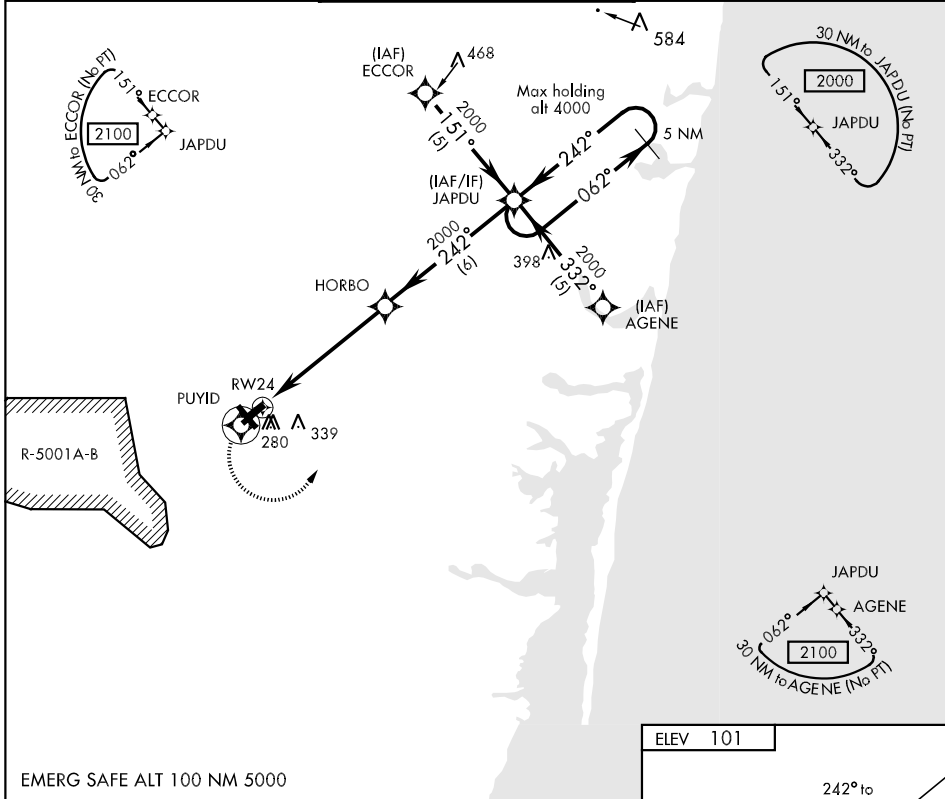 584
(IAF)
ECCOR
468
30 NM to ECCOR (No PT)
151°
ECCOR
2100
JAPDU
062°
30 NM to JAPDU (No PT)
2000
151°
JAPDU
332°
Max holding
alt 4000
5 NM
2000
151°
(5)
242°
062°
(IAF/IF)
JAPDU
2000
242°
(6)
398
2000
332°
(5)
HORBO
(IAF)
AGENE
RW24
PUYID
280
339
R-5001A-B
JAPDU
AGENE
062°
332°
2100
30 NM to AGENE (No PT)
ELEV 101
EMERG SAFE ALT 100 NM 5000
242° to